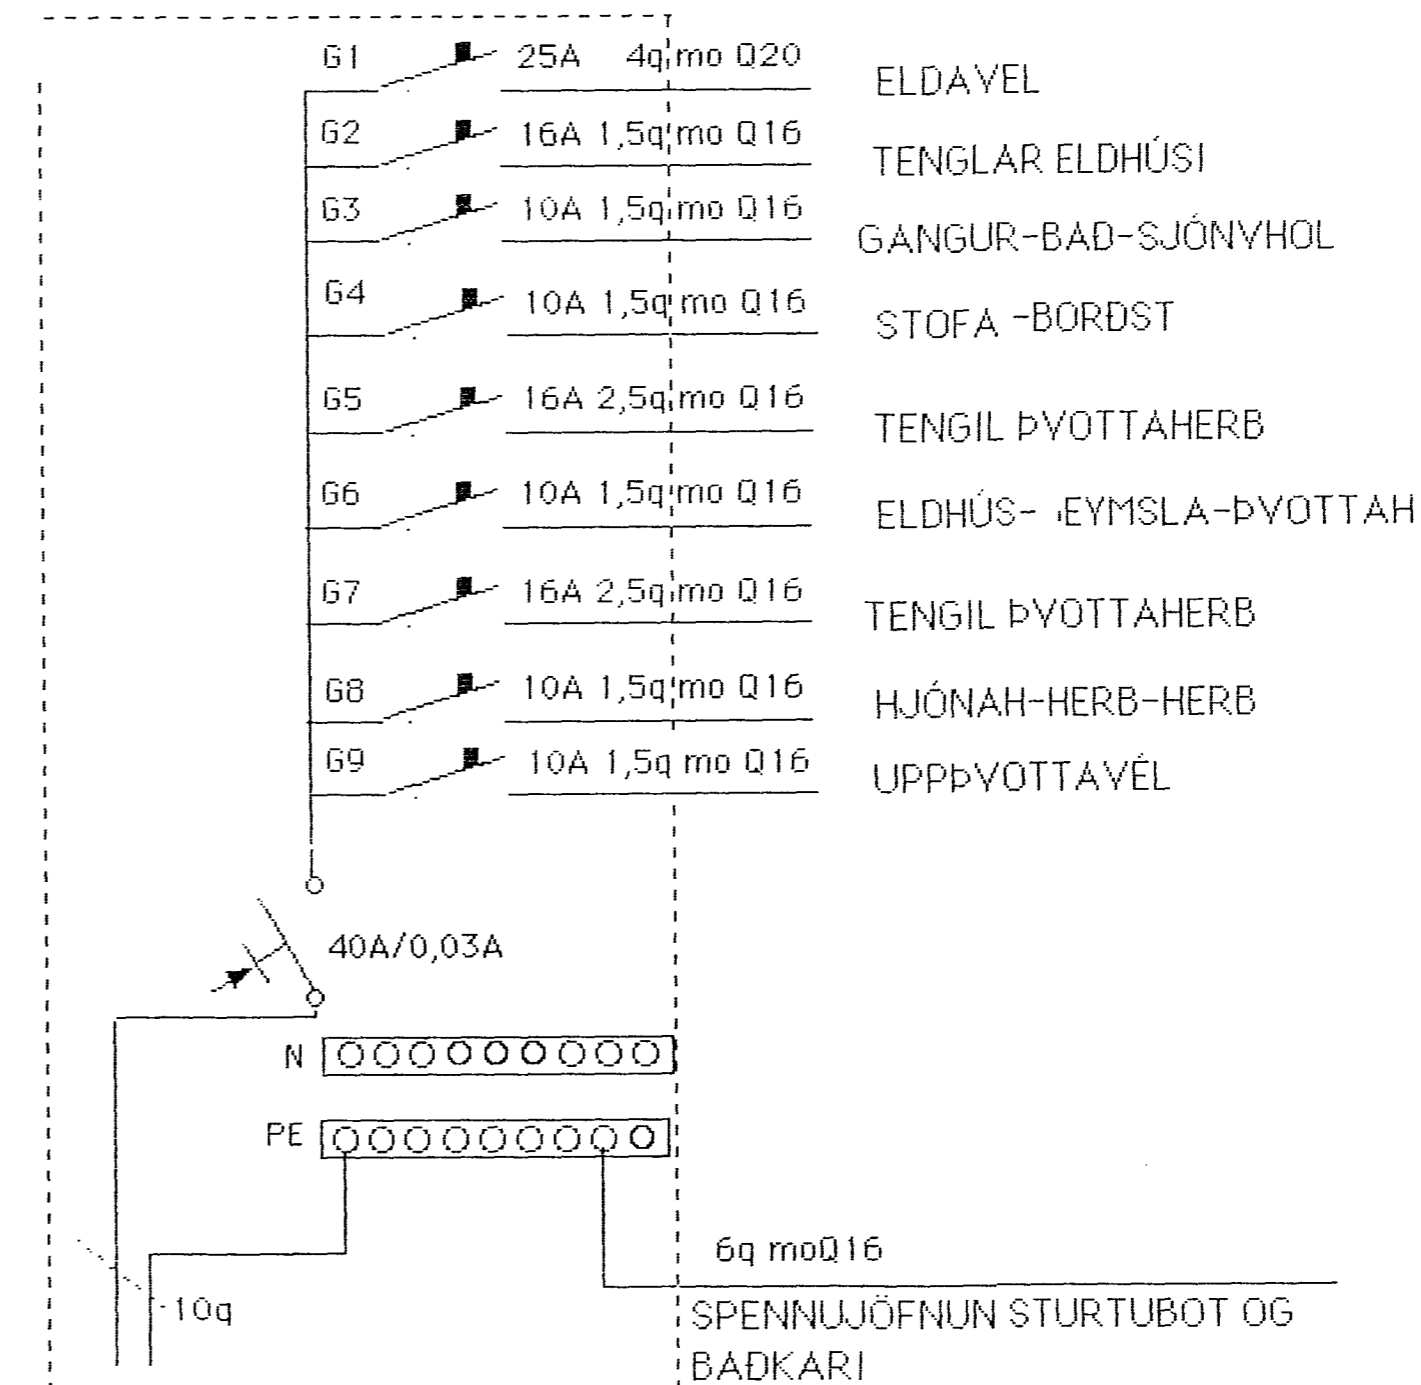 G1 25A 4q mo Q20 ELDAVEL
G2 16A 1,5q mo Q16 TENGLAR ELDHÚSI
G3 10A 1,5q mo Q16 GANGUR-BAÐ-SJÓNVHOL
G4 10A 1,5q mo Q16 STOFA -BORÐST
G5 16A 2,5q mo Q16 TENGIL ÞVOTTAHERB
G6 10A 1,5q mo Q16 ELDHÚS- EYMSLA-ÞVOTTAH
G7 16A 2,5q mo Q16 TENGIL ÞVOTTAHERB
G8 10A 1,5q mo Q16 HJÓNAH-HERB-HERB
G9 10A 1,5q mo Q16 UPPÞVOTTAVÉL
40A/0,03A
N
PE
6q moQ16
10q
SPENNUJÖFNUN STURTUBOT OG
BAÐKARI